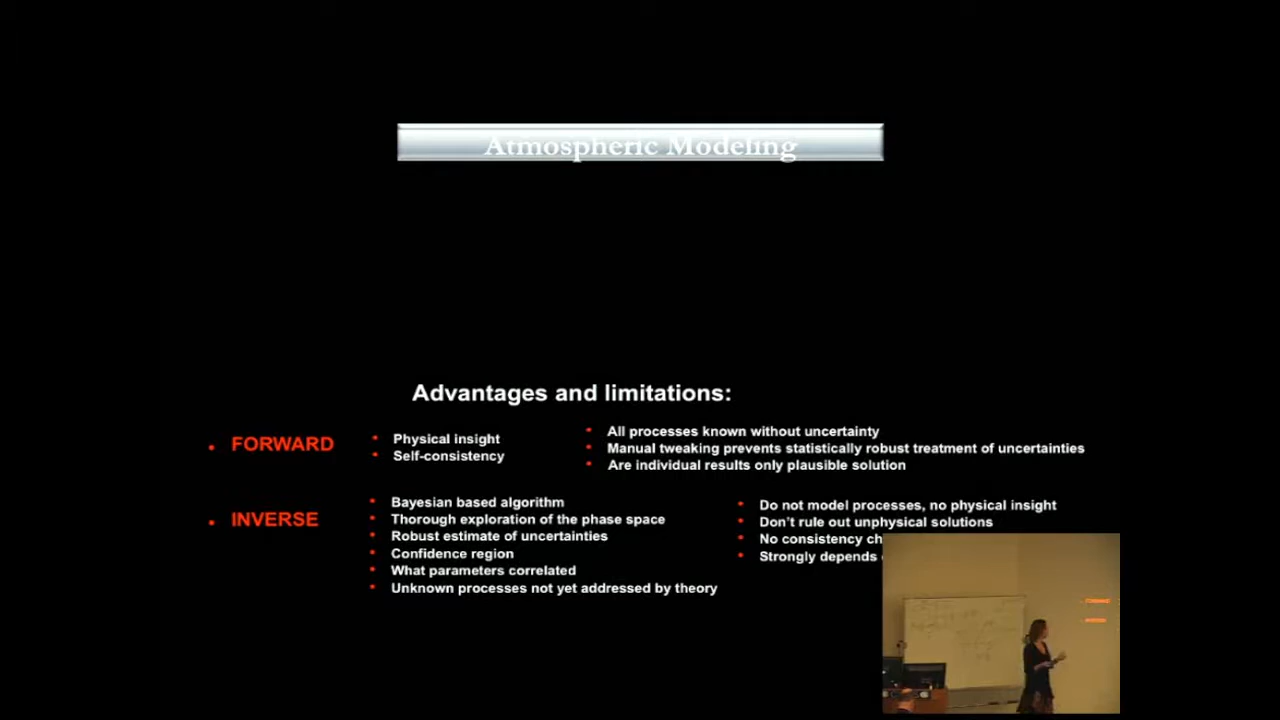 Atmospheric Modeling
Advantages and limitations:
• FORWARD
• Physical insight
• Self-consistency
• All processes known without uncertainty
• Manual tweaking prevents statistically robust treatment of uncertainties
• Are individual results only plausible solution
• INVERSE
• Bayesian based algorithm
• Thorough exploration of the phase space
• Robust estimate of uncertainties
• Confidence region
• What parameters correlated
• Unknown processes not yet addressed by theory
• Do not model processes, no physical insight
• Don't rule out unphysical solutions
• No consistency ch
• Strongly depends